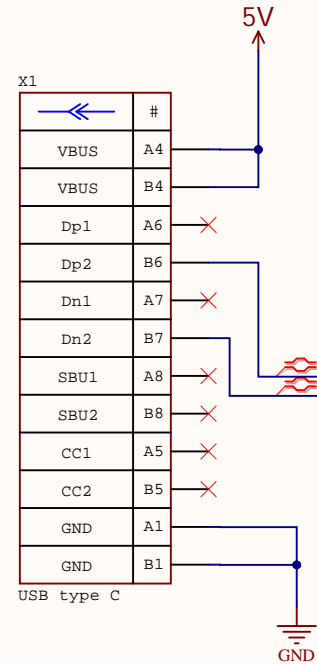 5V
X1
#
VBUS A4
VBUS B4
Dp1 A6
Dp2 B6
Dn1 A7
Dn2 B7
SBU1 A8
SBU2 B8
CC1 A5
CC2 B5
GND A1
GND B1
USB type C
GND